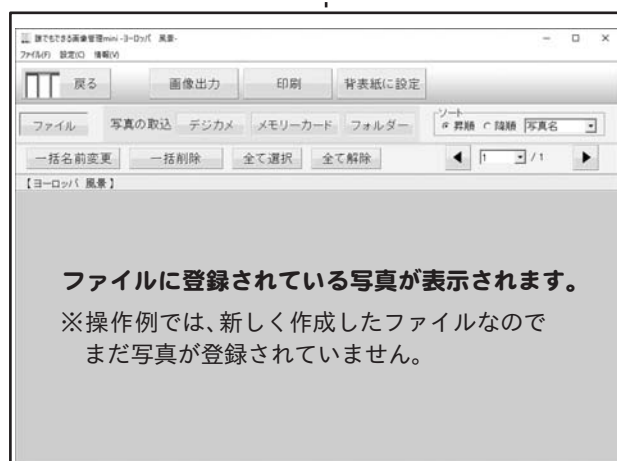 誰でもできる画像管理mini -ヨーロッパ 風景-
ファイル(F) 設定(O) 情報(V)
戻る 画像出力 印刷 背表紙に設定
ファイル 写真の取込 デジカメ メモリーカード フォルダー ソート 昇順 降順 写真名
一括名前変更 一括削除 全て選択 全て解除 1 / 1
【ヨーロッパ 風景】
ファイルに登録されている写真が表示されます。
※操作例では、新しく作成したファイルなので
まだ写真が登録されていません。